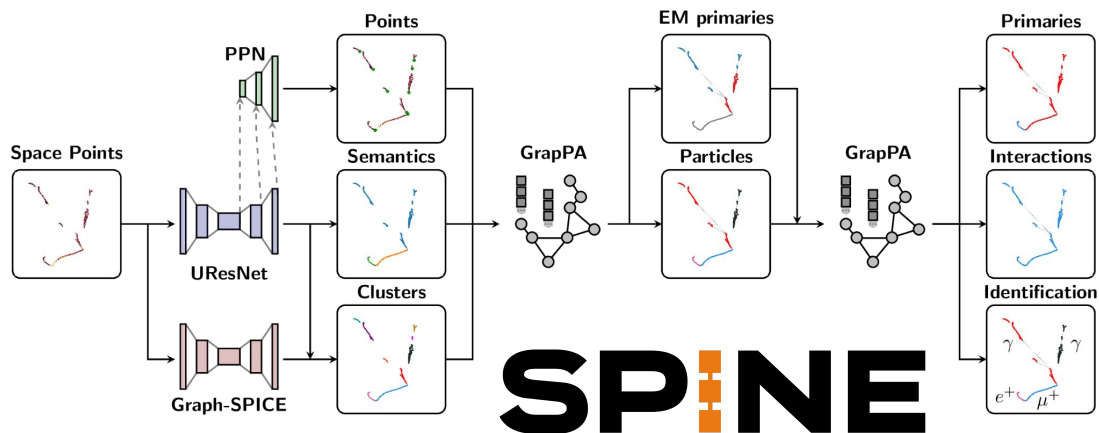 Points
EM primaries
Primaries
PPN
Space Points
Semantics
GrapPA
Particles
GrapPA
Interactions
UResNet
Clusters
Identification
γ
γ
e⁺
μ⁺
Graph-SPICE
SPINE